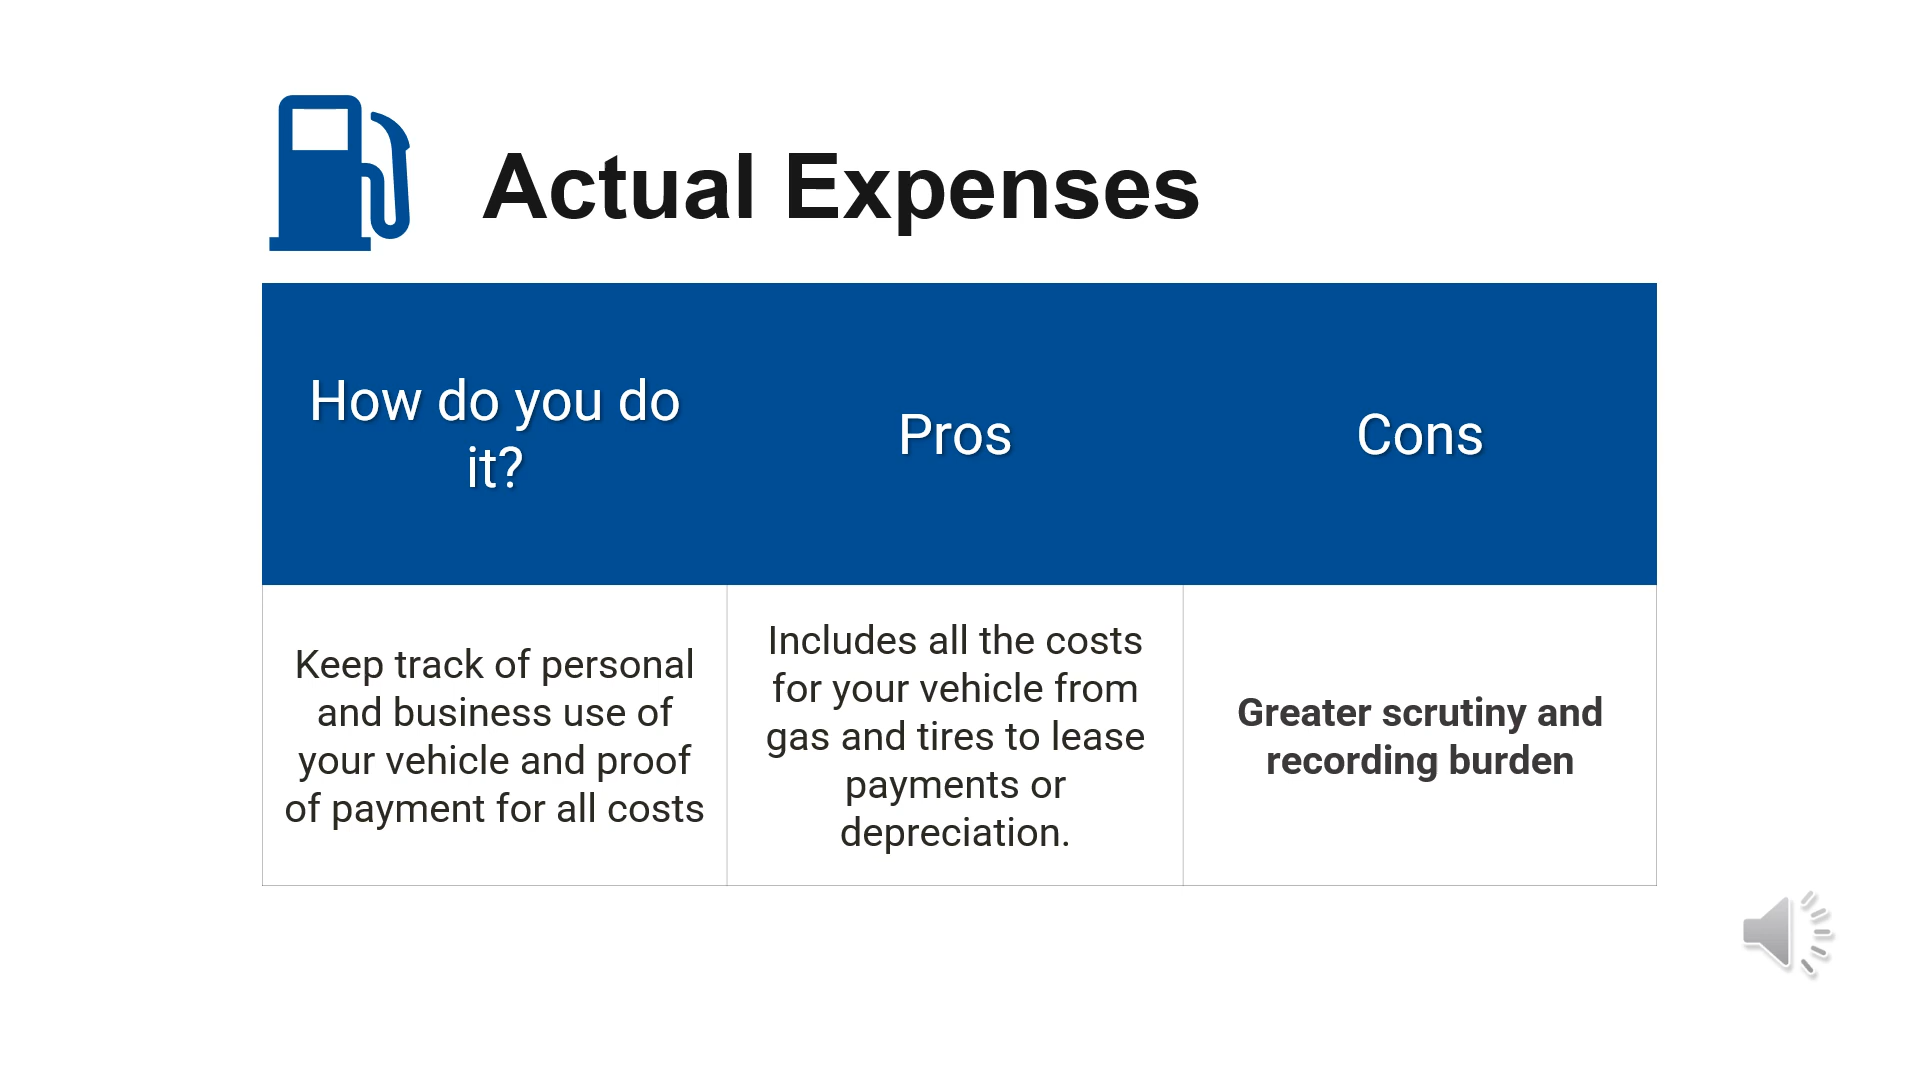 Actual Expenses
How do you do
it?
Pros
Cons
Keep track of personal
and business use of
your vehicle and proof
of payment for all costs
Includes all the costs
for your vehicle from
gas and tires to lease
payments or
depreciation.
Greater scrutiny and
recording burden